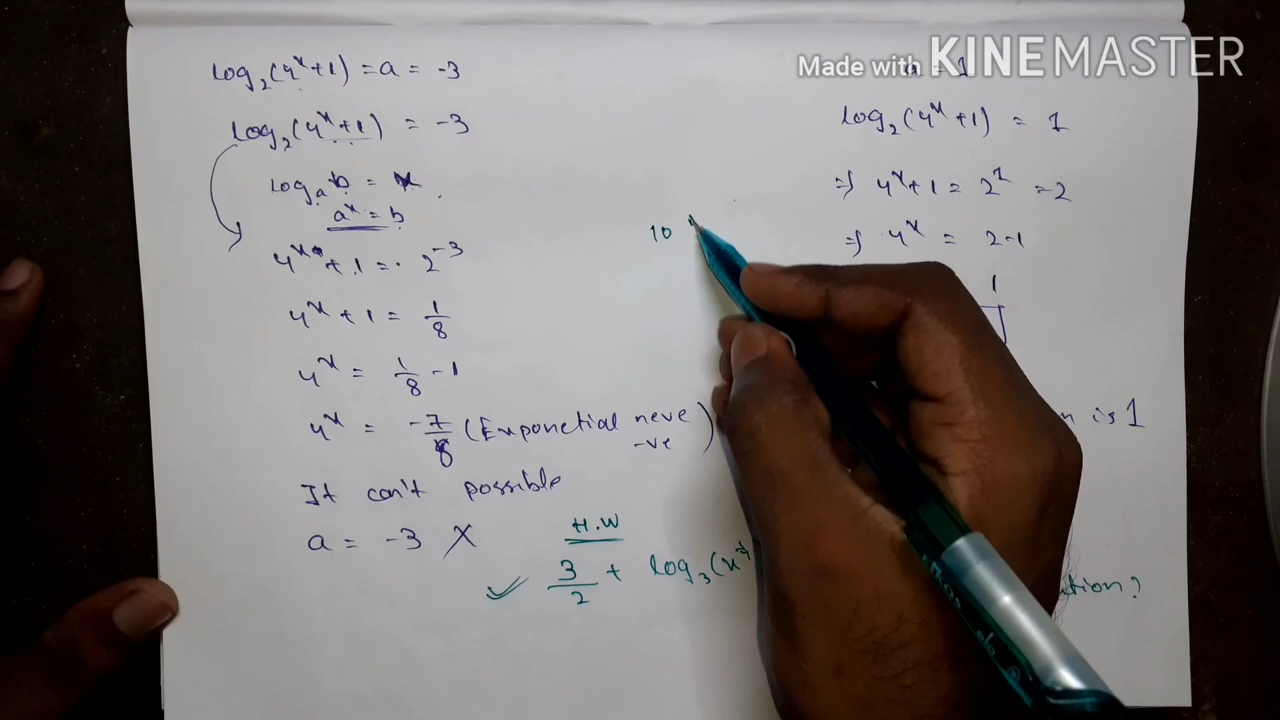 log₂(4ˣ+1) = a = -3
log₂(4ˣ+1) = -3
logₐb = x
aˣ = b
4ˣ + 1 = 2⁻³
4ˣ + 1 = 1/8
4ˣ = 1/8 - 1
4ˣ = -7/8 (Exponetial neve -ve)
It can't possible
a = -3 X
Made with KINEMASTER
a = 1
log₂(4ˣ+1) = 1
⇒ 4ˣ+1 = 2¹ = 2
⇒ 4ˣ = 2-1
1
is 1
10
H.W
✓ 3/2 + log₃(x